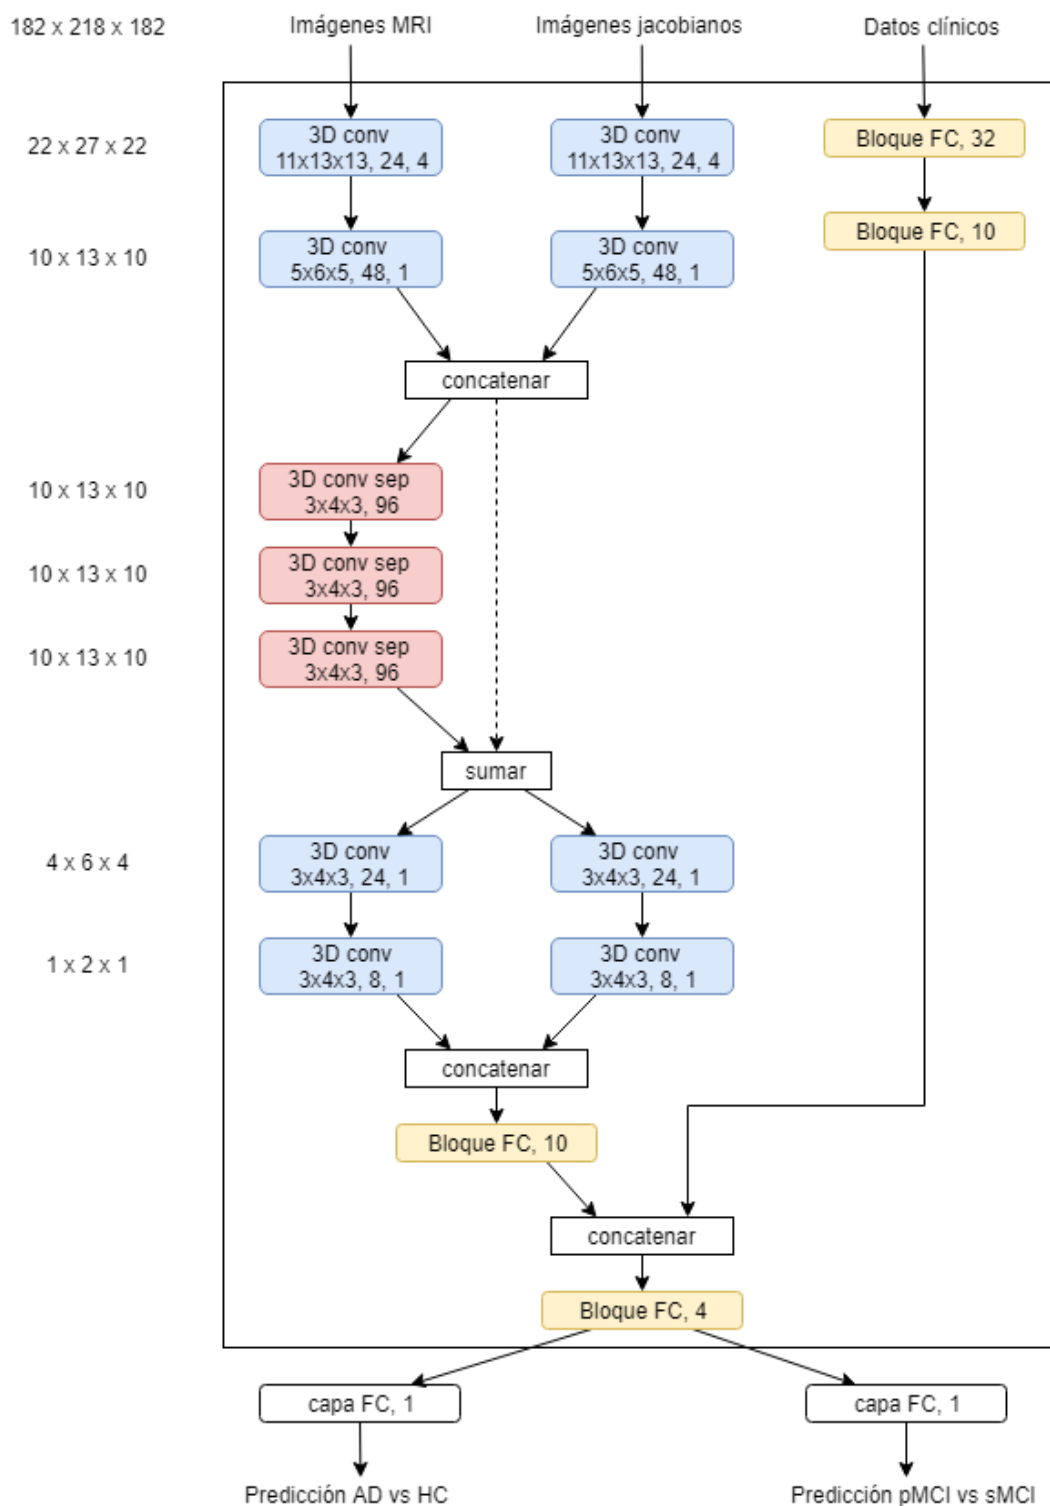 182 x 218 x 182
Imágenes MRI
Imágenes jacobianos
Datos clínicos
22 x 27 x 22
3D conv
11x13x13, 24, 4
3D conv
11x13x13, 24, 4
Bloque FC, 32
10 x 13 x 10
3D conv
5x6x5, 48, 1
3D conv
5x6x5, 48, 1
Bloque FC, 10
concatenar
10 x 13 x 10
3D conv sep
3x4x3, 96
10 x 13 x 10
3D conv sep
3x4x3, 96
10 x 13 x 10
3D conv sep
3x4x3, 96
sumar
4 x 6 x 4
3D conv
3x4x3, 24, 1
3D conv
3x4x3, 24, 1
1 x 2 x 1
3D conv
3x4x3, 8, 1
3D conv
3x4x3, 8, 1
concatenar
Bloque FC, 10
concatenar
Bloque FC, 4
capa FC, 1
capa FC, 1
Predicción AD vs HC
Predicción pMCI vs sMCI